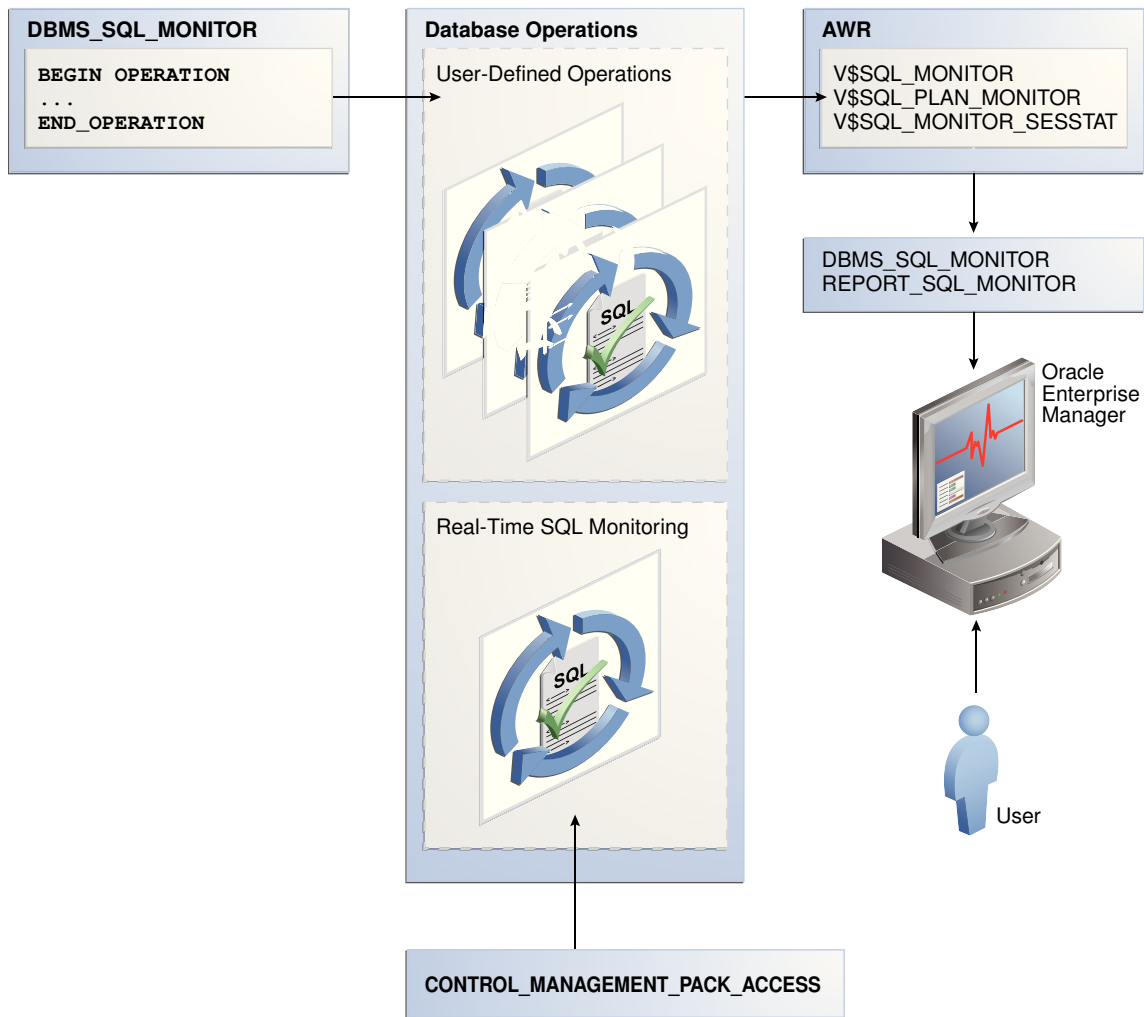 DBMS_SQL_MONITOR
BEGIN OPERATION
...
END_OPERATION
Database Operations
User-Defined Operations
SQL
Real-Time SQL Monitoring
SQL
CONTROL_MANAGEMENT_PACK_ACCESS
AWR
V$SQL_MONITOR
V$SQL_PLAN_MONITOR
V$SQL_MONITOR_SESSTAT
DBMS_SQL_MONITOR
REPORT_SQL_MONITOR
Oracle
Enterprise
Manager
User